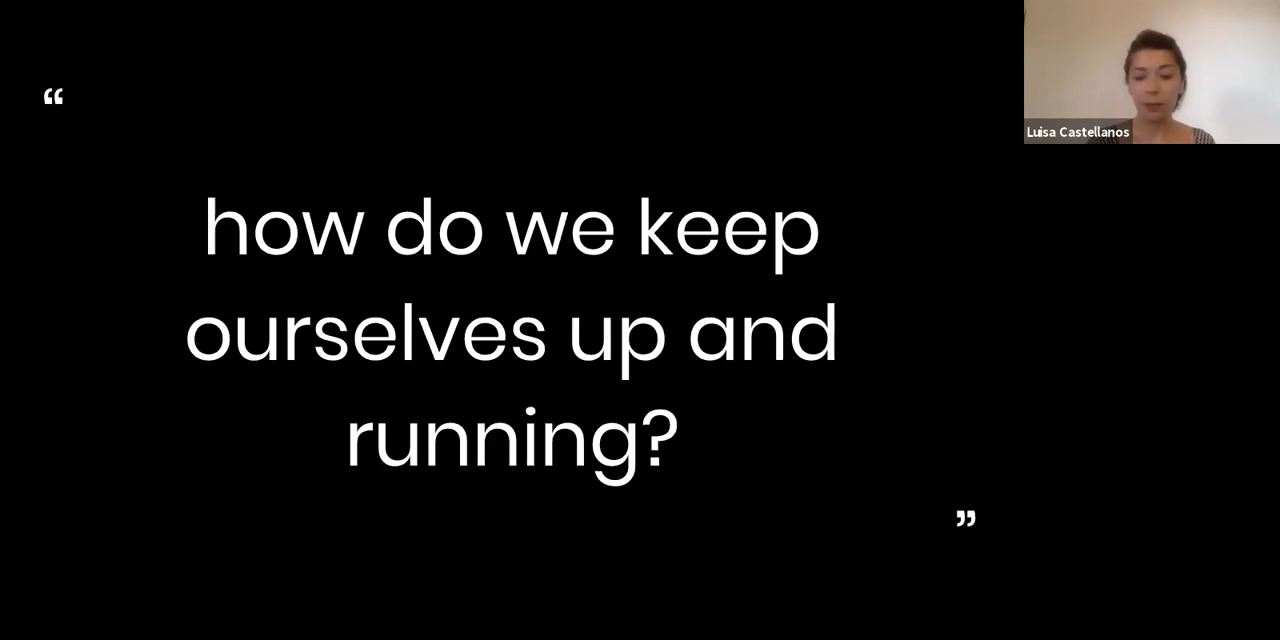 “
how do we keep
ourselves up and
running?
”
Luisa Castellanos